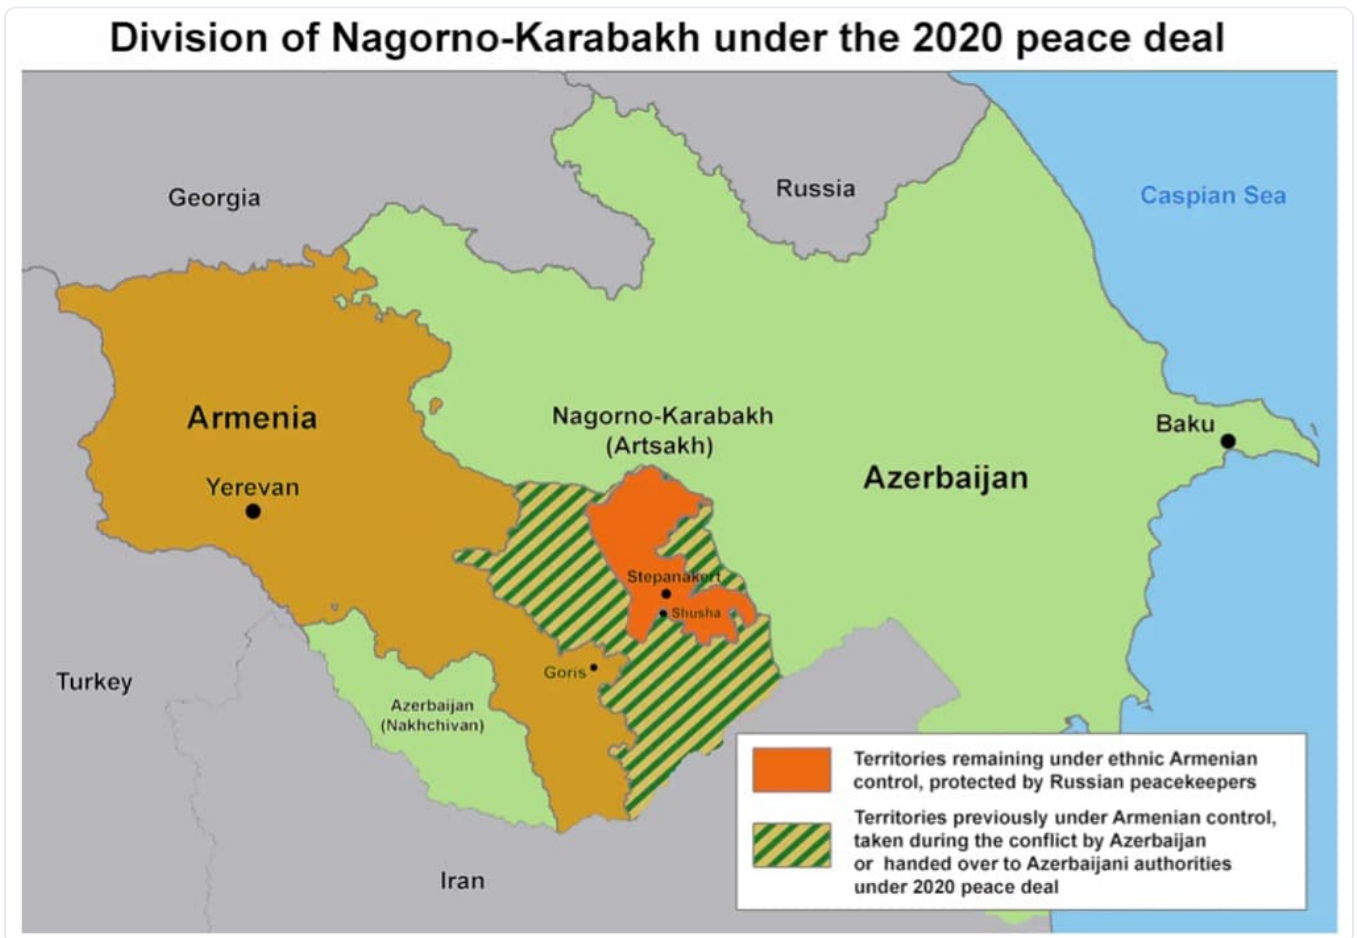 Division of Nagorno-Karabakh under the 2020 peace deal
Georgia
Russia
Caspian Sea
Armenia
Nagorno-Karabakh
(Artsakh)
Baku
Azerbaijan
Yerevan
Stepanakert
Shusha
Goris
Turkey
Azerbaijan
(Nakhchivan)
Iran
Territories remaining under ethnic Armenian
control, protected by Russian peacekeepers
Territories previously under Armenian control,
taken during the conflict by Azerbaijan
or handed over to Azerbaijani authorities
under 2020 peace deal